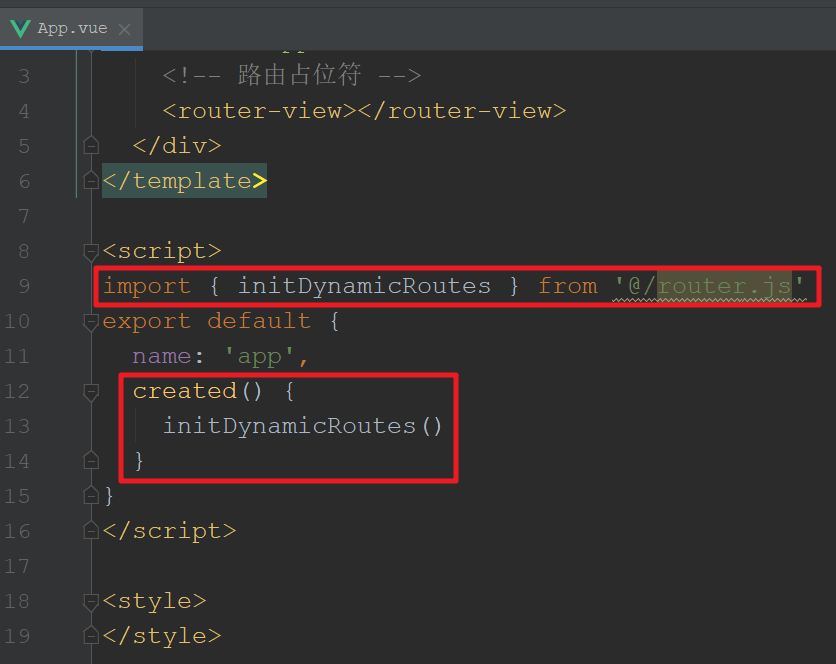 App.vue
3 <!-- 路由占位符 -->
4 <router-view></router-view>
5 </div>
6 </template>
7
8 <script>
9 import { initDynamicRoutes } from '@/router.js'
10 export default {
11 name: 'app',
12 created() {
13 initDynamicRoutes()
14 }
15 }
16 </script>
17
18 <style>
19 </style>